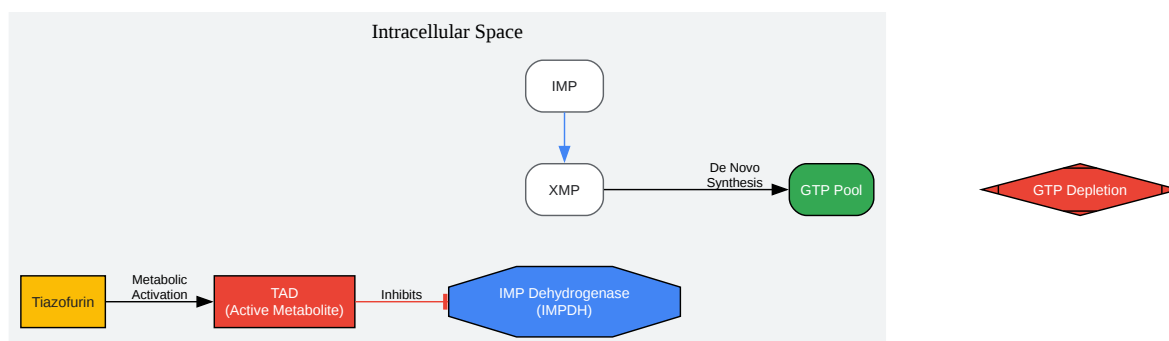 Intracellular Space
IMP
XMP
De Novo
Synthesis
GTP Pool
GTP Depletion
Tiazofurin
Metabolic
Activation
TAD
(Active Metabolite)
Inhibits
IMP Dehydrogenase
(IMPDH)